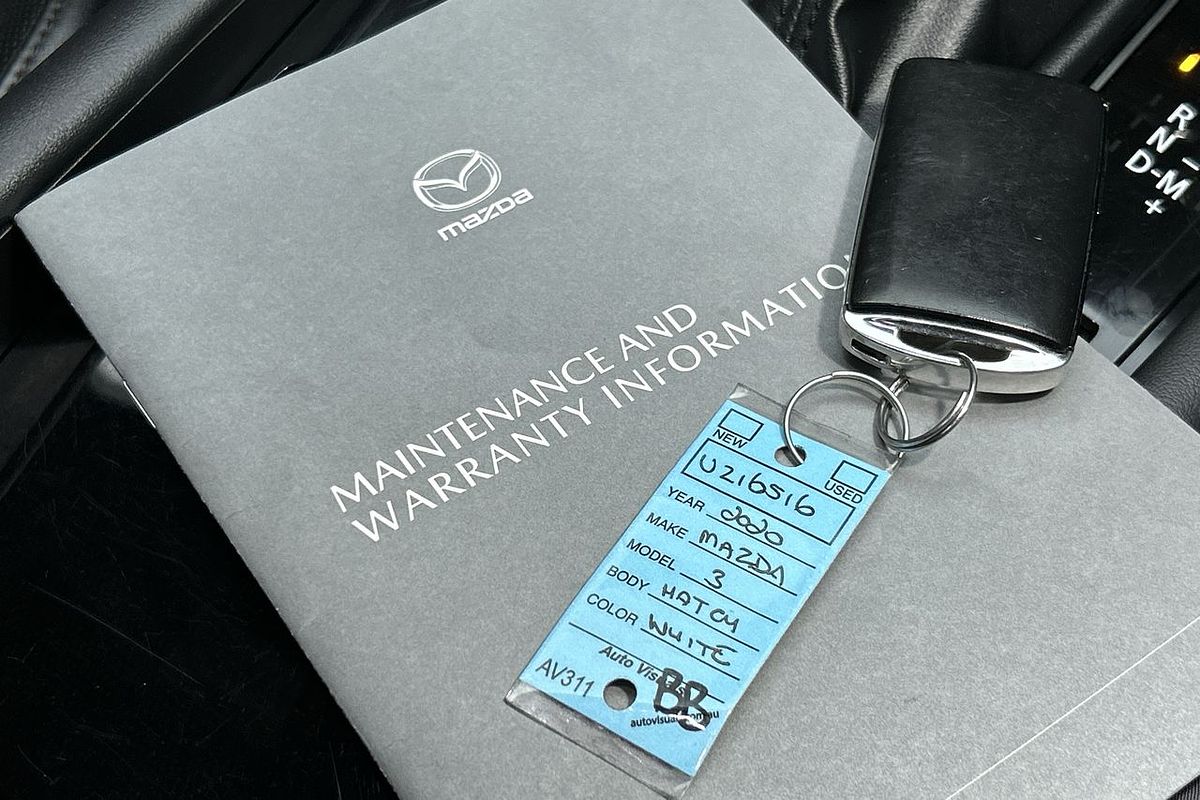 mazda
MAINTENANCE AND
WARRANTY INFORMATION
R
N –
D-M
+
NEW
USED
U216516
YEAR 2020
MAKE MAZDA
MODEL 3
BODY HATCH
COLOR WHITE
Auto
AV311
BB